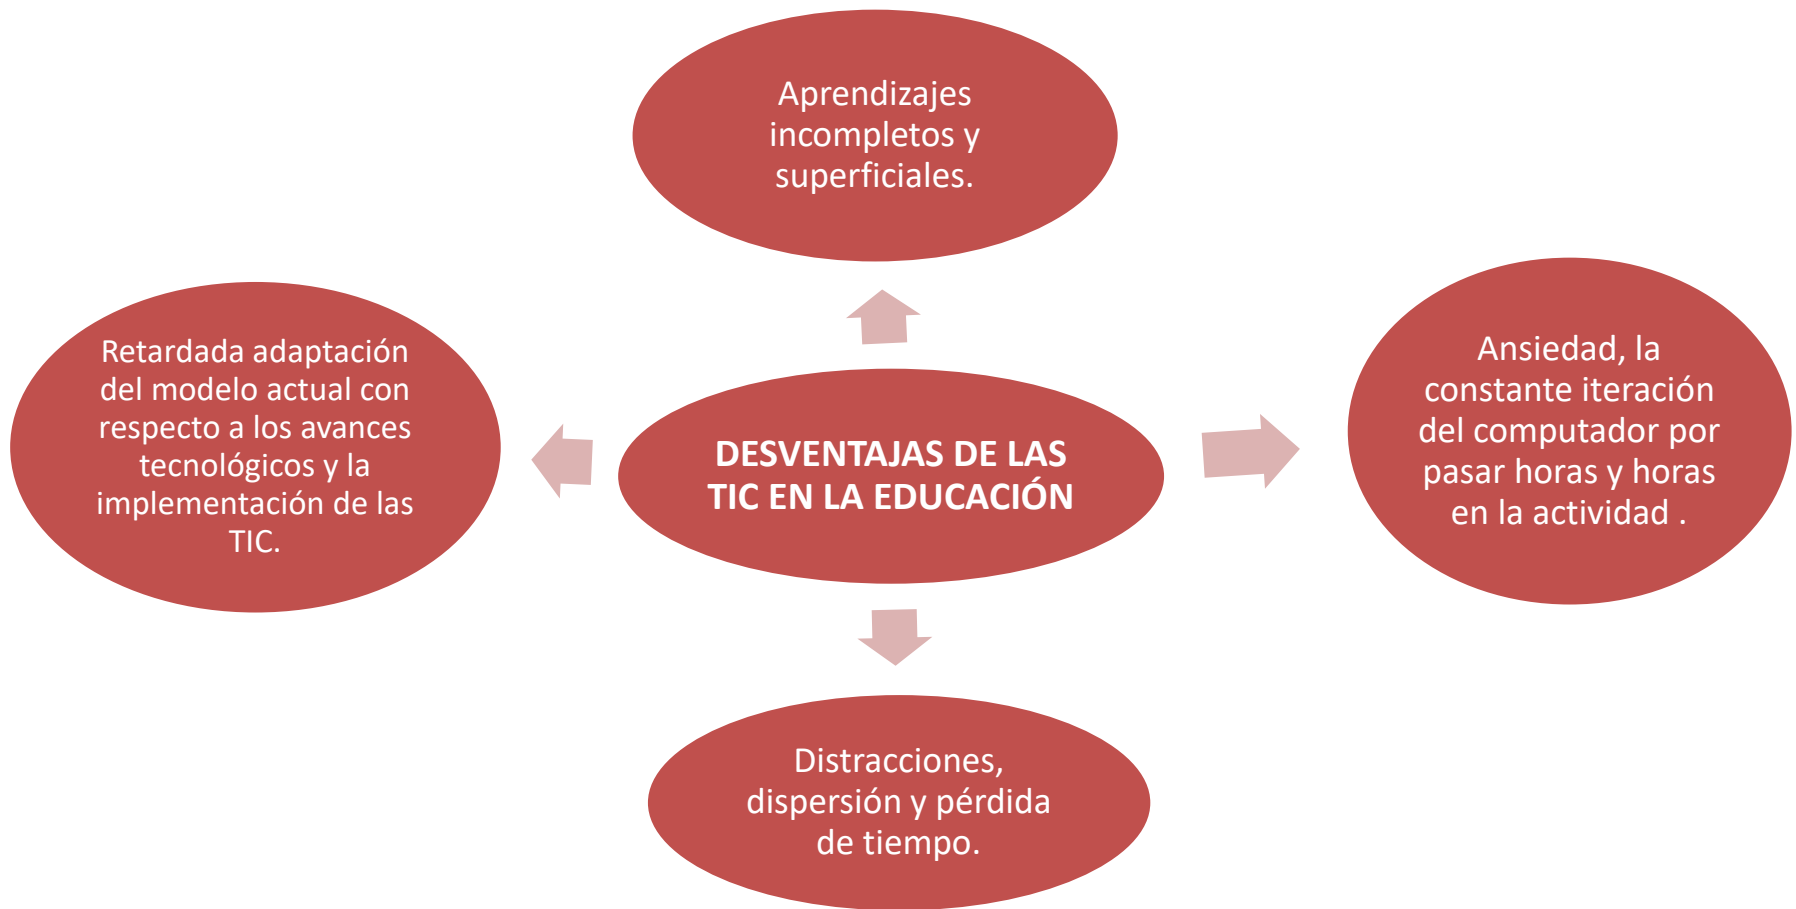 Aprendizajes
incompletos y
superficiales.
Retardada adaptación
del modelo actual con
respecto a los avances
tecnológicos y la
implementación de las
TIC.
DESVENTAJAS DE LAS
TIC EN LA EDUCACIÓN
Ansiedad, la
constante iteración
del computador por
pasar horas y horas
en la actividad .
Distracciones,
dispersión y pérdida
de tiempo.